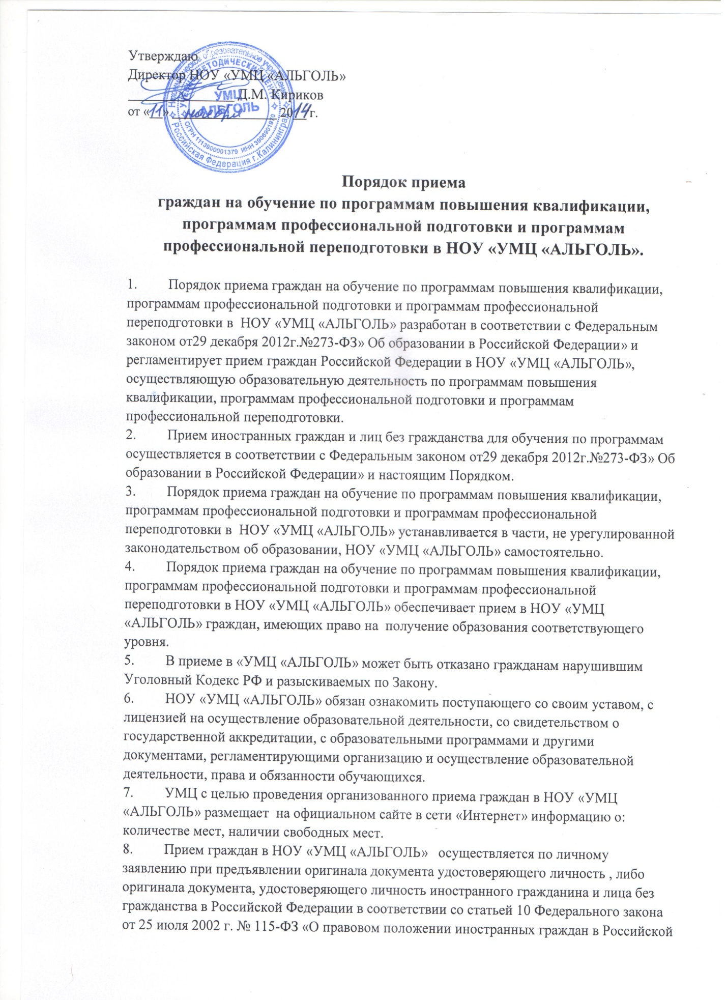 Утверждаю
Директор НОУ «УМЦ «АЛЬГОЛЬ»
_______________ Д.М. Кириков
от «11» ноября 2014 г.
Некоммерческое образовательное учреждение
УЧЕБНО-МЕТОДИЧЕСКИЙ ЦЕНТР
УМЦ
АЛЬГОЛЬ
ОГРН 1113900001379 ИНН 3906901970
Российская Федерация г.Калининград
Порядок приема
граждан на обучение по программам повышения квалификации,
программам профессиональной подготовки и программам
профессиональной переподготовки в НОУ «УМЦ «АЛЬГОЛЬ».
1. Порядок приема граждан на обучение по программам повышения квалификации,
программам профессиональной подготовки и программам профессиональной
переподготовки в НОУ «УМЦ «АЛЬГОЛЬ» разработан в соответствии с Федеральным
законом от29 декабря 2012г.№273-ФЗ» Об образовании в Российской Федерации» и
регламентирует прием граждан Российской Федерации в НОУ «УМЦ «АЛЬГОЛЬ»,
осуществляющую образовательную деятельность по программам повышения
квалификации, программам профессиональной подготовки и программам
профессиональной переподготовки.
2. Прием иностранных граждан и лиц без гражданства для обучения по программам
осуществляется в соответствии с Федеральным законом от29 декабря 2012г.№273-ФЗ» Об
образовании в Российской Федерации» и настоящим Порядком.
3. Порядок приема граждан на обучение по программам повышения квалификации,
программам профессиональной подготовки и программам профессиональной
переподготовки в НОУ «УМЦ «АЛЬГОЛЬ» устанавливается в части, не урегулированной
законодательством об образовании, НОУ «УМЦ «АЛЬГОЛЬ» самостоятельно.
4. Порядок приема граждан на обучение по программам повышения квалификации,
программам профессиональной подготовки и программам профессиональной
переподготовки в НОУ «УМЦ «АЛЬГОЛЬ» обеспечивает прием в НОУ «УМЦ
«АЛЬГОЛЬ» граждан, имеющих право на получение образования соответствующего
уровня.
5. В приеме в «УМЦ «АЛЬГОЛЬ» может быть отказано гражданам нарушившим
Уголовный Кодекс РФ и разыскиваемых по Закону.
6. НОУ «УМЦ «АЛЬГОЛЬ» обязан ознакомить поступающего со своим уставом, с
лицензией на осуществление образовательной деятельности, со свидетельством о
государственной аккредитации, с образовательными программами и другими
документами, регламентирующими организацию и осуществление образовательной
деятельности, права и обязанности обучающихся.
7. УМЦ с целью проведения организованного приема граждан в НОУ «УМЦ
«АЛЬГОЛЬ» размещает на официальном сайте в сети «Интернет» информацию о:
количестве мест, наличии свободных мест.
8. Прием граждан в НОУ «УМЦ «АЛЬГОЛЬ» осуществляется по личному
заявлению при предъявлении оригинала документа удостоверяющего личность , либо
оригинала документа, удостоверяющего личность иностранного гражданина и лица без
гражданства в Российской Федерации в соответствии со статьей 10 Федерального закона
от 25 июля 2002 г. № 115-ФЗ «О правовом положении иностранных граждан в Российской